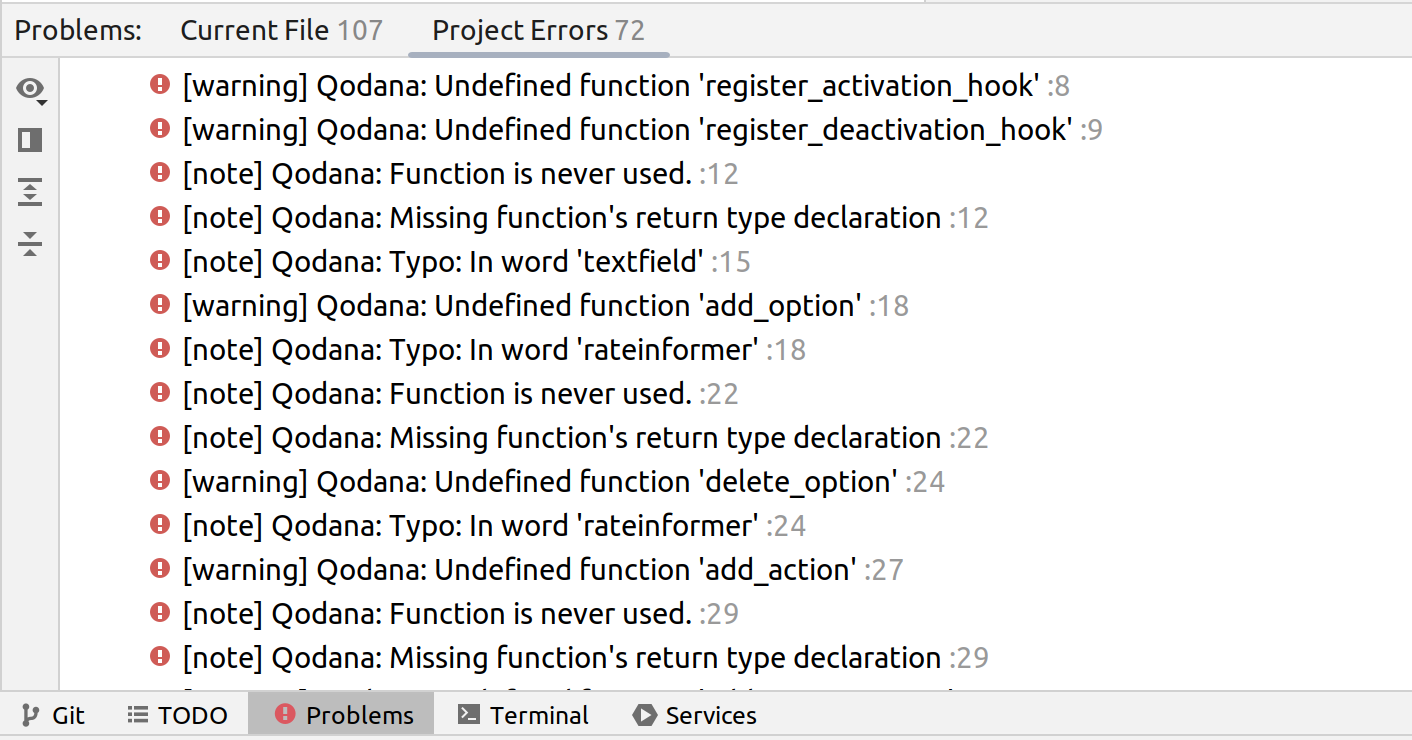 Problems: Current File 107 Project Errors 72
[warning] Qodana: Undefined function 'register_activation_hook' :8
[warning] Qodana: Undefined function 'register_deactivation_hook' :9
[note] Qodana: Function is never used. :12
[note] Qodana: Missing function's return type declaration :12
[note] Qodana: Typo: In word 'textfield' :15
[warning] Qodana: Undefined function 'add_option' :18
[note] Qodana: Typo: In word 'rateinformer' :18
[note] Qodana: Function is never used. :22
[note] Qodana: Missing function's return type declaration :22
[warning] Qodana: Undefined function 'delete_option' :24
[note] Qodana: Typo: In word 'rateinformer' :24
[warning] Qodana: Undefined function 'add_action' :27
[note] Qodana: Function is never used. :29
[note] Qodana: Missing function's return type declaration :29
Git TODO Problems Terminal Services